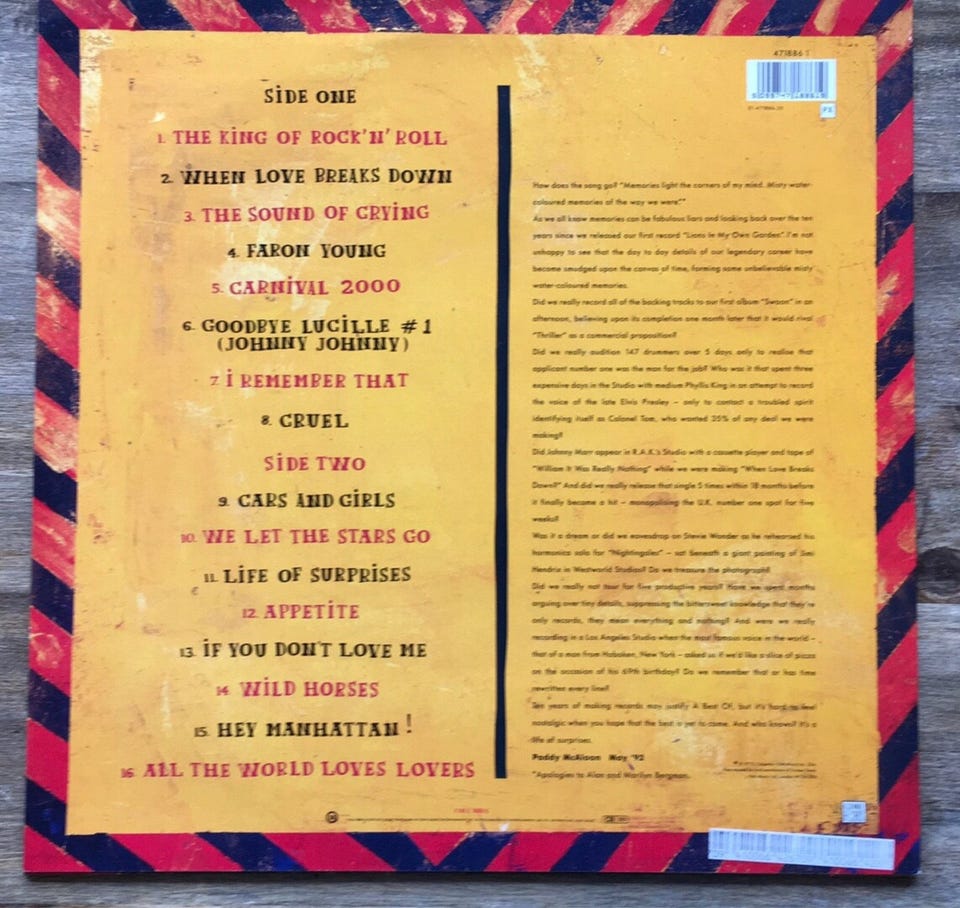 SIDE ONE
1. THE KING OF ROCK'N'ROLL
2. WHEN LOVE BREAKS DOWN
3. THE SOUND OF CRYING
4. FARON YOUNG
5. CARNIVAL 2000
6. GOODBYE LUCILLE #1
(JOHNNY JOHNNY)
7. I REMEMBER THAT
8. CRUEL
SIDE TWO
9. CARS AND GIRLS
10. WE LET THE STARS GO
11. LIFE OF SURPRISES
12. APPETITE
13. IF YOU DON'T LOVE ME
14. WILD HORSES
15. HEY MANHATTAN!
16. ALL THE WORLD LOVES LOVERS
471886 1
PX
How does the song go? "Memories light the corners of my mind. Misty water-
coloured memories of the way we were."*
As we all know memories can be fabulous liars and looking back over the ten
years since we released our first record "Lions In My Own Garden" I'm not
unhappy to see that the day to day details of our legendary career have
become smudged upon the canvas of time, forming some unbelievable misty
water-coloured memories.
Did we really record all of the backing tracks to our first album "Swoon" in an
afternoon, believing upon its completion one month later that it would rival
"Thriller" as a commercial proposition?
Did we really audition 147 drummers over 5 days only to realise that
applicant number one was the man for the job? Who was it that spent three
expensive days in the Studio with medium Phyllis King in an attempt to record
the voice of the late Elvis Presley – only to contact a troubled spirit
identifying itself as Colonel Tom, who wanted 35% of any deal we were
making?
Did Johnny Marr appear in R.A.K.'s Studio with a cassette player and tape of
"William It Was Really Nothing" while we were making "When Love Breaks
Down?" And did we really release that single 5 times within 18 months before
it finally become a hit – monopolising the U.K. number one spot for five
weeks?
Was it a dream or did we eavesdrop on Stevie Wonder as he rehearsed his
harmonica solo for "Nightingales" – sat beneath a giant painting of Jimi
Hendrix in Westworld Studios? Do we treasure the photograph?
Did we really not tour for five productive years? Have we spent months
arguing over tiny details, suppressing the bittersweet knowledge that they're
only records, they mean everything and nothing? And were we really
recording in a Los Angeles Studio when the most famous voice in the world –
that of a man from Hoboken, New York – asked us if we'd like a slice of pizza
on the occasion of his 69th birthday? Do we remember that or has time
rewritten every line?
Ten years of making records may justify A Best Of, but it's hard to feel
nostalgic when you hope that the best is yet to come. And who knows? It's a
life of surprises.
Paddy McAloon May '92
*Apologies to Alan and Marilyn Bergman.